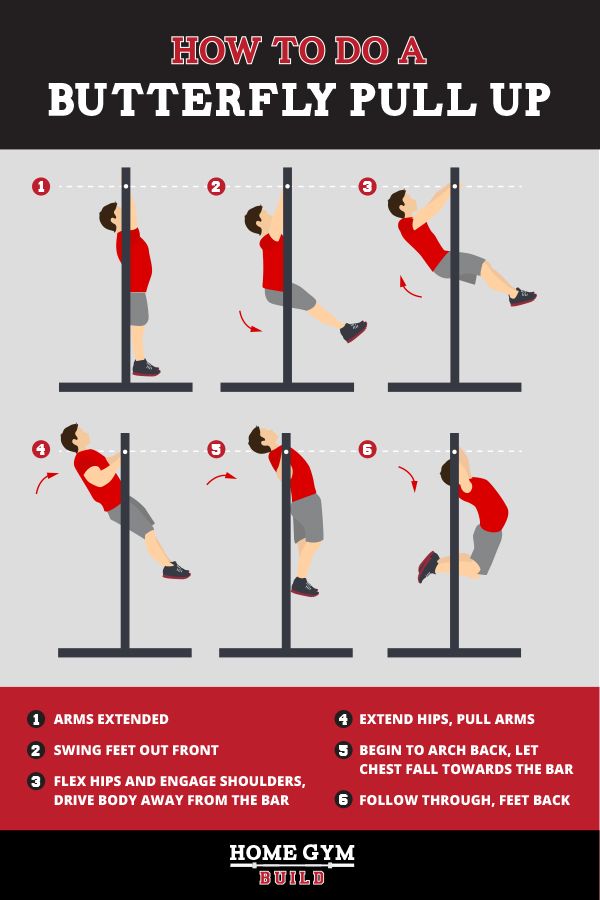 HOW TO DO A
BUTTERFLY PULL UP
1
2
3
4
5
6
1 ARMS EXTENDED
2 SWING FEET OUT FRONT
3 FLEX HIPS AND ENGAGE SHOULDERS,
DRIVE BODY AWAY FROM THE BAR
4 EXTEND HIPS, PULL ARMS
5 BEGIN TO ARCH BACK, LET
CHEST FALL TOWARDS THE BAR
6 FOLLOW THROUGH, FEET BACK
HOME GYM
BUILD